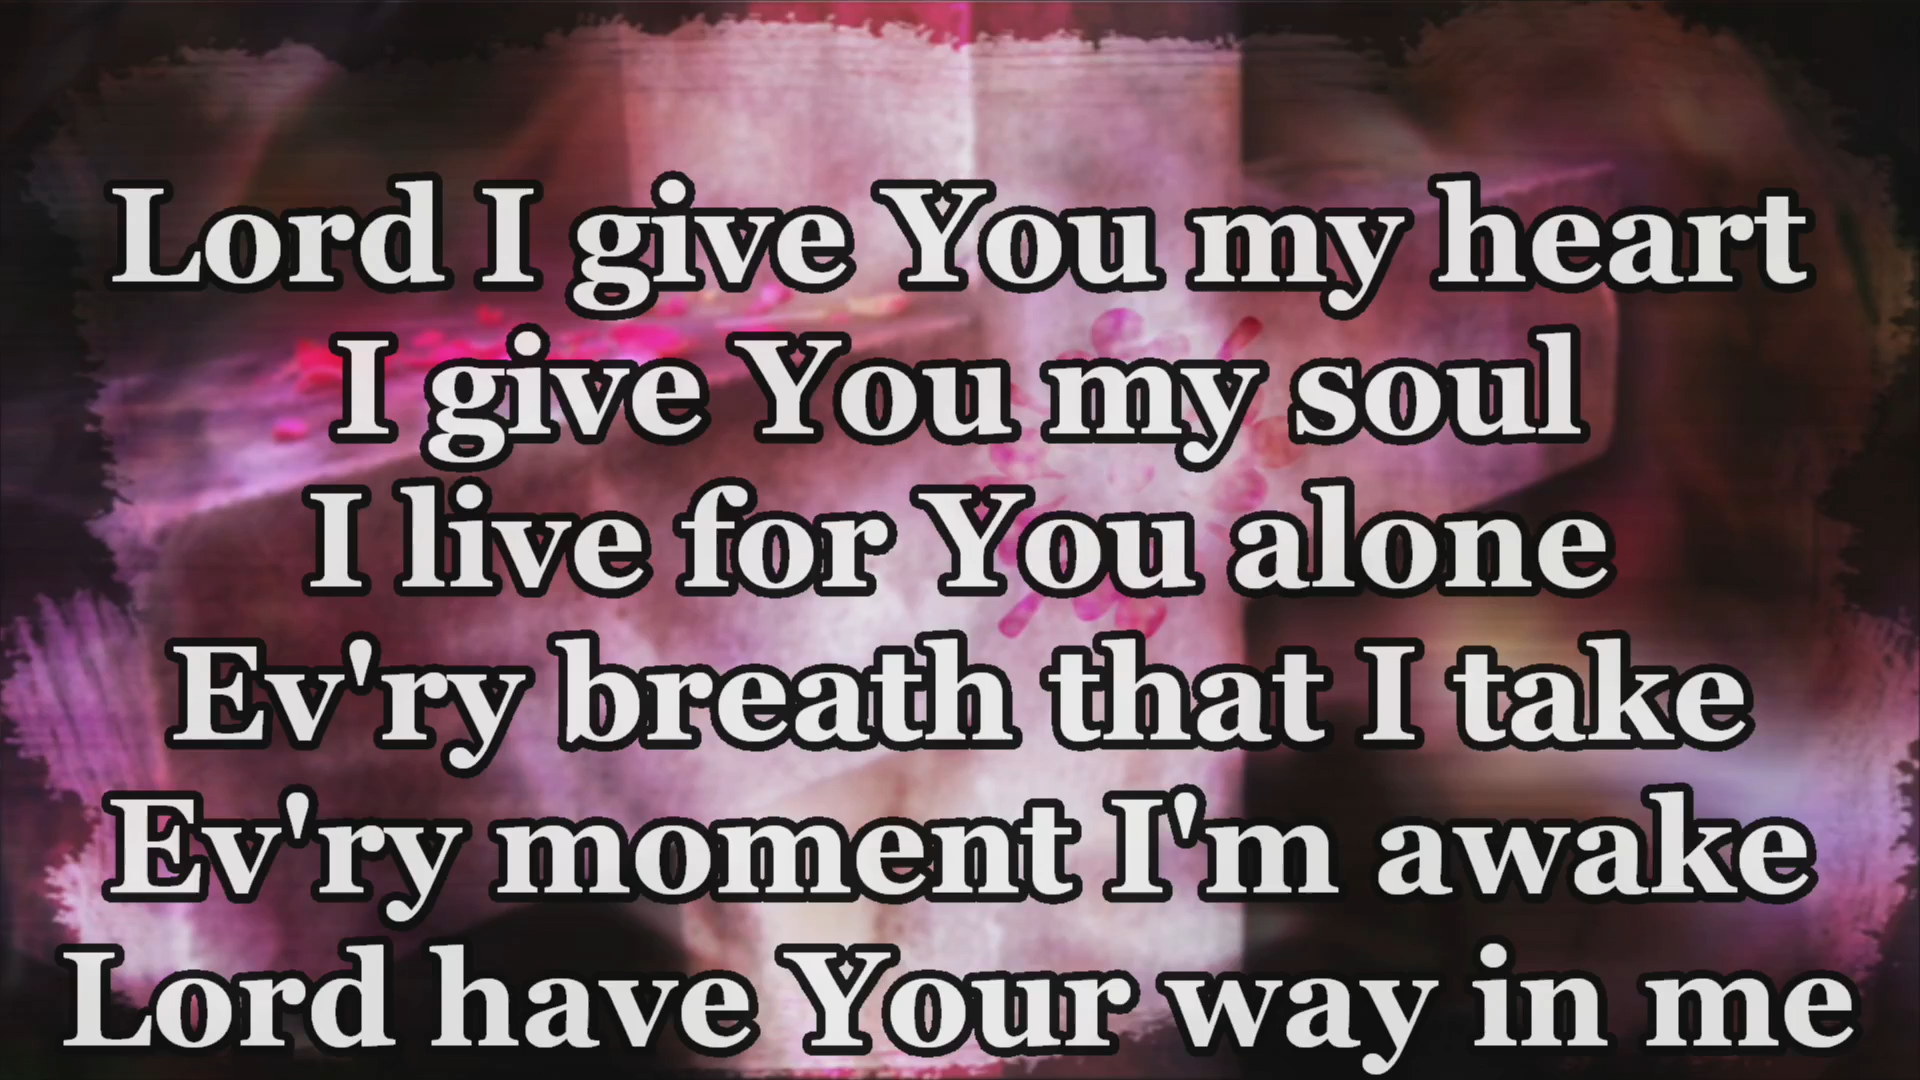 Lord I give You my heart
I give You my soul
I live for You alone
Ev'ry breath that I take
Ev'ry moment I'm awake
Lord have Your way in me